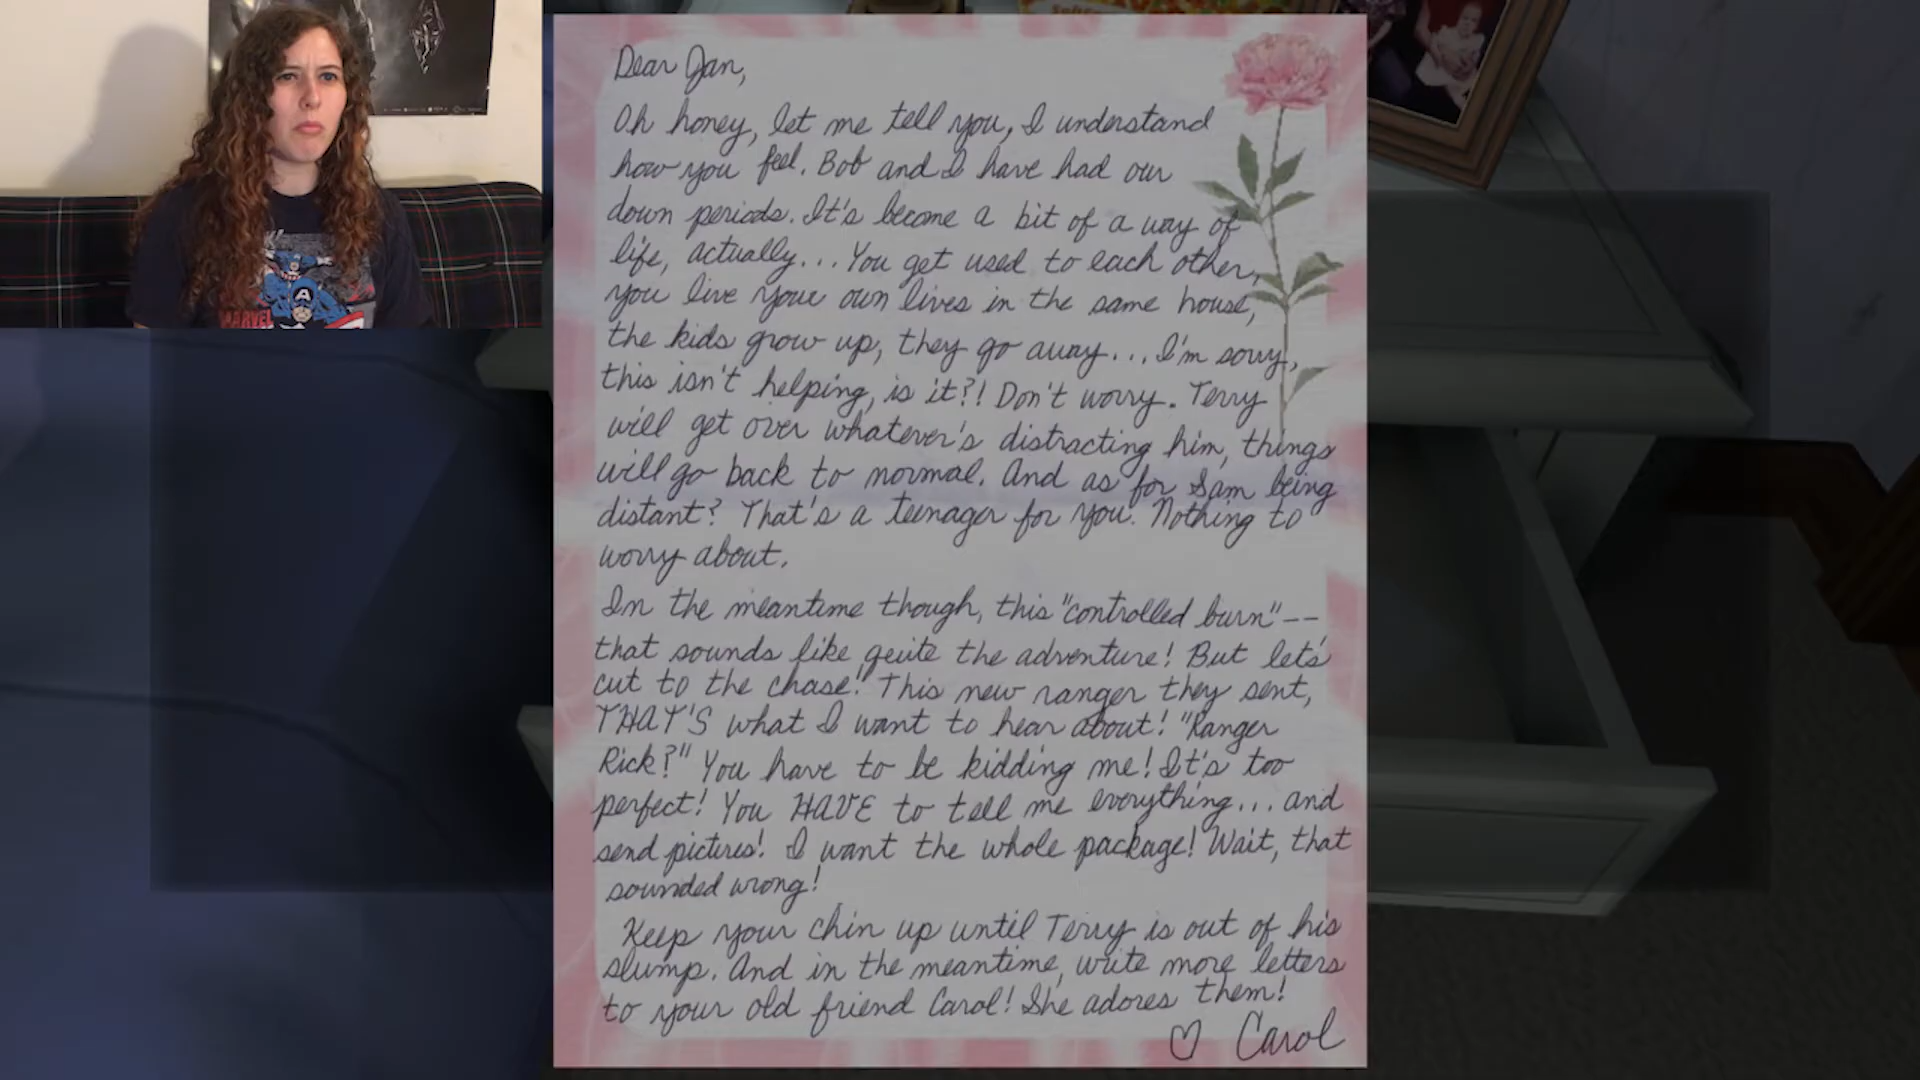 Dear Jan,
Oh honey, let me tell you, I understand
how you feel. Bob and I have had our
down periods. It's become a bit of a way of
life, actually... You get used to each other,
you live your own lives in the same house,
the kids grow up, they go away... I'm sorry,
this isn't helping, is it?! Don't worry. Terry
will get over whatever's distracting him, things
will go back to normal. And as for Sam being
distant? That's a teenager for you. Nothing to
worry about.
In the meantime though, this "controlled burn"--
that sounds like quite the adventure! But let's
cut to the chase! This new ranger they sent,
THAT'S what I want to hear about! "Ranger
Rick?" You have to be kidding me! It's too
perfect! You HAVE to tell me everything... and
send pictures! I want the whole package! Wait, that
sounded wrong!
Keep your chin up until Terry is out of his
slump. And in the meantime, write more letters
to your old friend Carol! She adores them!
♡ Carol
MARVEL
A